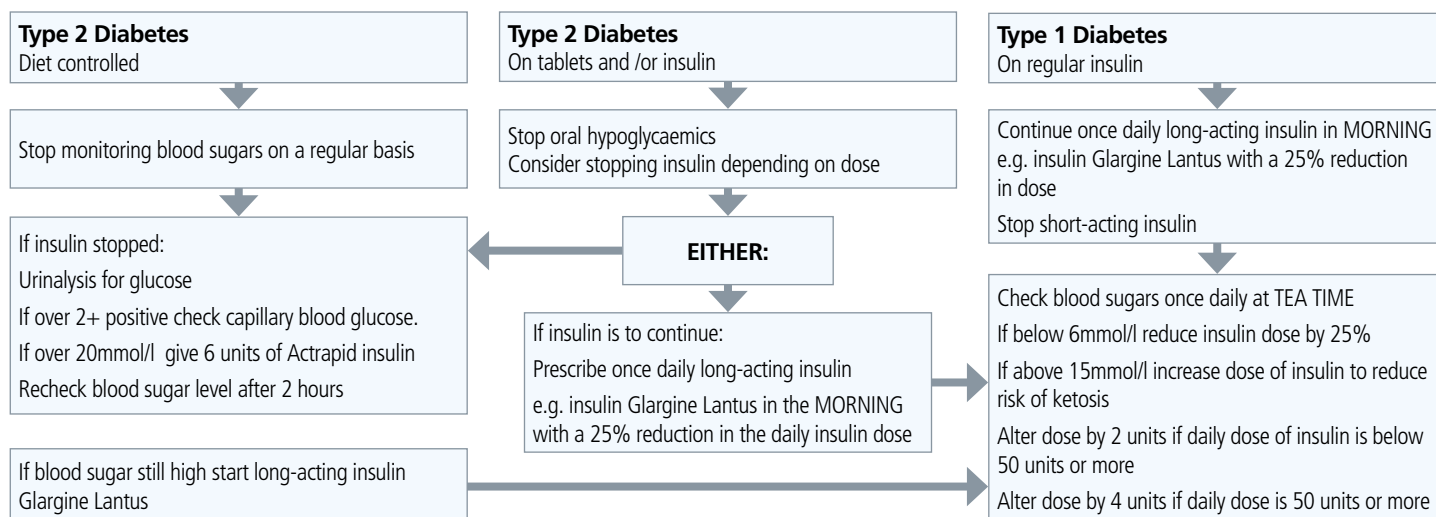 Type 2 Diabetes
Diet controlled
Stop monitoring blood sugars on a regular basis
If insulin stopped:
Urinalysis for glucose
If over 2+ positive check capillary blood glucose.
If over 20mmol/l give 6 units of Actrapid insulin
Recheck blood sugar level after 2 hours
If blood sugar still high start long-acting insulin
Glargine Lantus
Type 2 Diabetes
On tablets and /or insulin
Stop oral hypoglycaemics
Consider stopping insulin depending on dose
EITHER:
If insulin is to continue:
Prescribe once daily long-acting insulin
e.g. insulin Glargine Lantus in the MORNING
with a 25% reduction in the daily insulin dose
Type 1 Diabetes
On regular insulin
Continue once daily long-acting insulin in MORNING
e.g. insulin Glargine Lantus with a 25% reduction
in dose
Stop short-acting insulin
Check blood sugars once daily at TEA TIME
If below 6mmol/l reduce insulin dose by 25%
If above 15mmol/l increase dose of insulin to reduce
risk of ketosis
Alter dose by 2 units if daily dose of insulin is below
50 units or more
Alter dose by 4 units if daily dose is 50 units or more